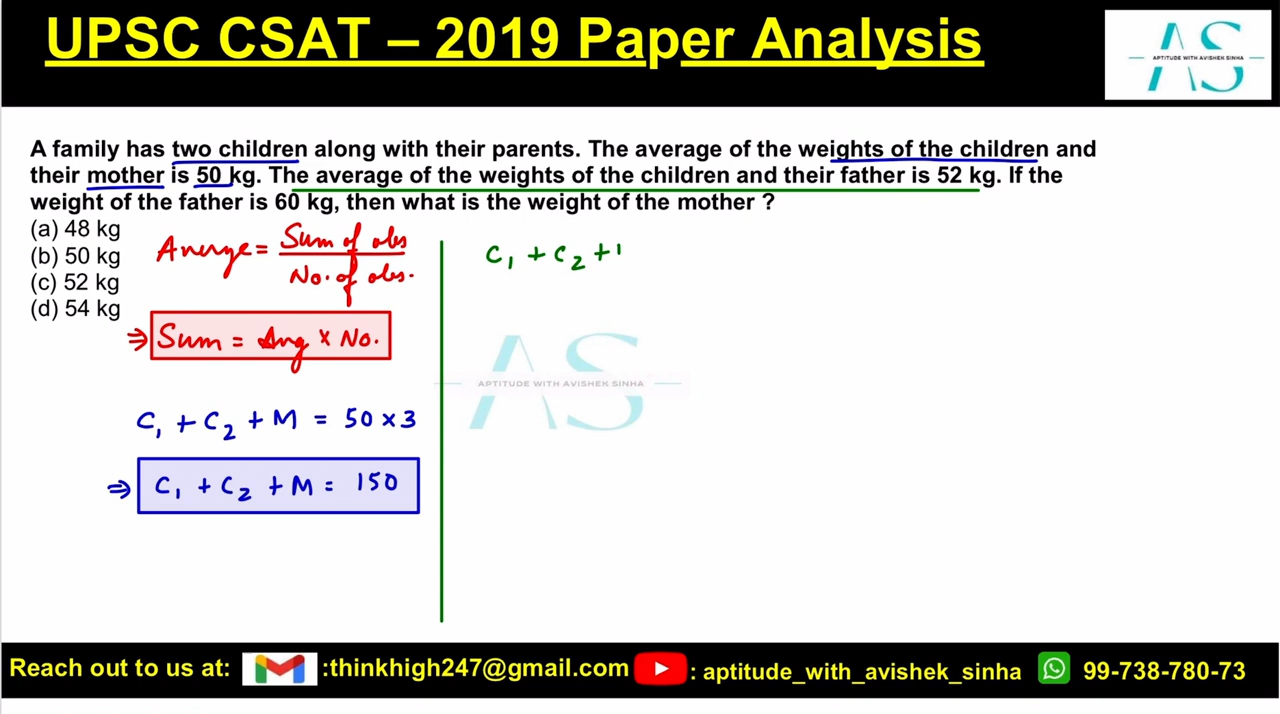 UPSC CSAT – 2019 Paper Analysis
AS
APTITUDE WITH AVISHEK SINHA
A family has two children along with their parents. The average of the weights of the children and
their mother is 50 kg. The average of the weights of the children and their father is 52 kg. If the
weight of the father is 60 kg, then what is the weight of the mother ?
(a) 48 kg
(b) 50 kg
(c) 52 kg
(d) 54 kg
Average = Sum of obs / No. of obs.
⇒ Sum = Avg × No.
C₁ + C₂ + M = 50 × 3
⇒ C₁ + C₂ + M = 150
C₁ + C₂ +
AS
APTITUDE WITH AVISHEK SINHA
Reach out to us at: :thinkhigh247@gmail.com : aptitude_with_avishek_sinha 99-738-780-73